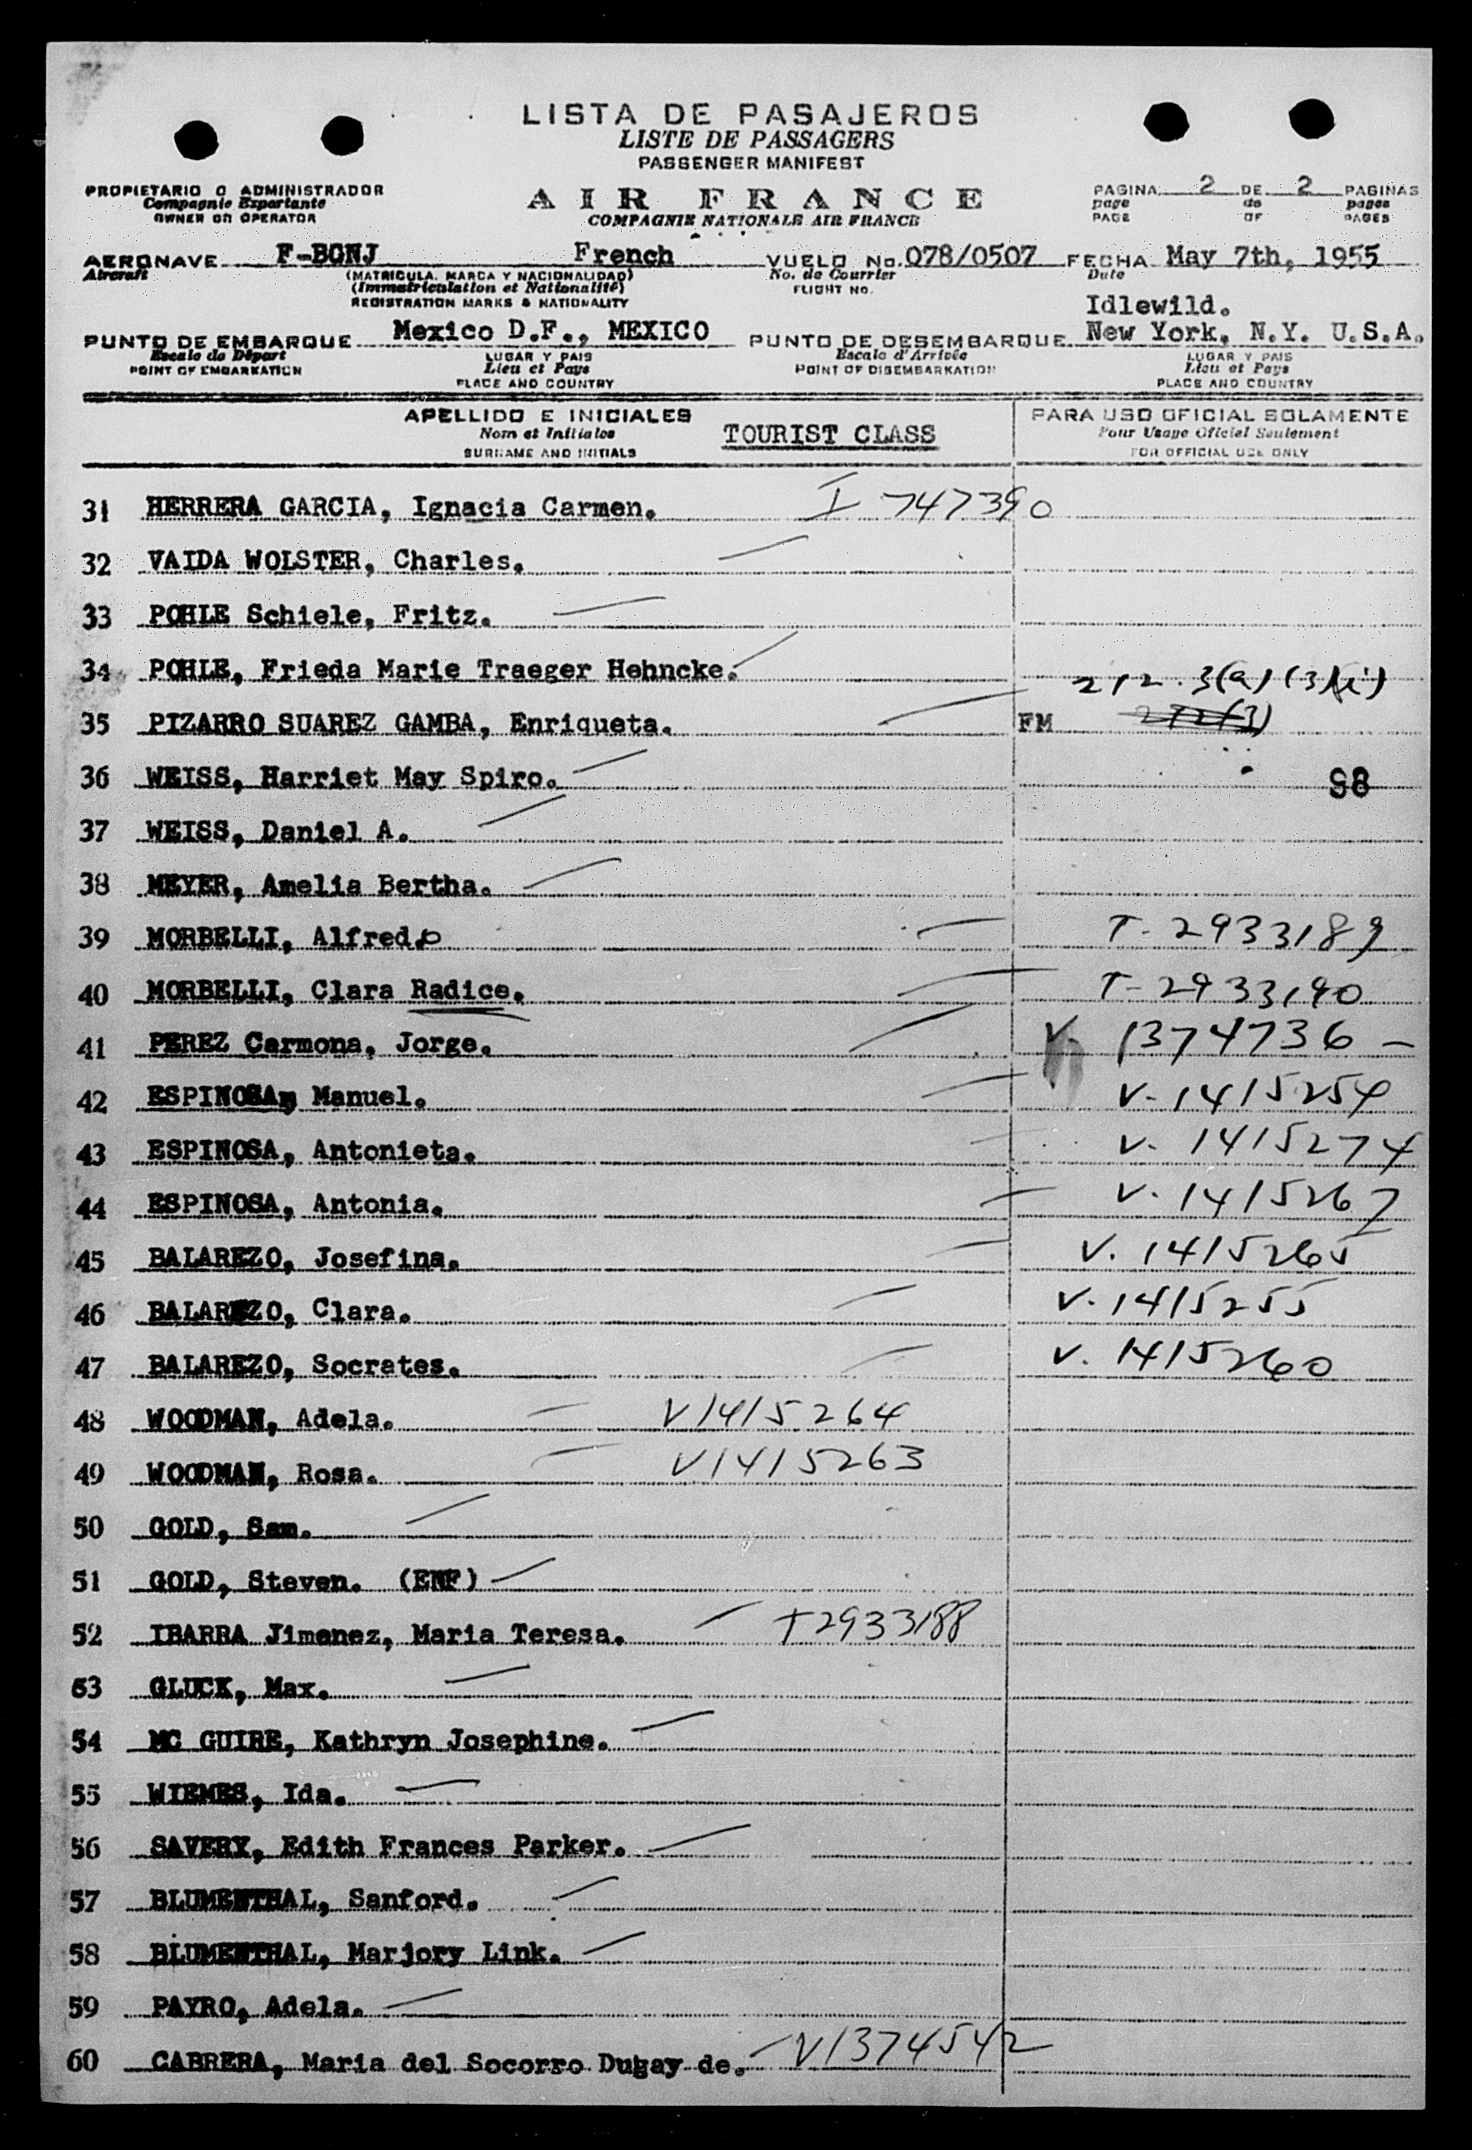 LISTA DE PASAJEROS
LISTE DE PASSAGERS
PASSENGER MANIFEST
PROPIETARIO O ADMINISTRADOR
Compagnie Exportante
OWNER OR OPERATOR
AIR FRANCE
COMPAGNIE NATIONALE AIR FRANCE
PAGINA 2 DE 2 PAGINAS
page de pages
PAGE OF PAGES
AERONAVE F-BGNJ French VUELO No. 078/0507 FECHA May 7th, 1955
Aircraft (MATRICULA, MARCA Y NACIONALIDAD) No. de Courrier Date
(Immatriculation et Nationalité) FLIGHT NO.
REGISTRATION MARKS & NATIONALITY
Idlewild.
PUNTO DE EMBARQUE Mexico D.F., MEXICO PUNTO DE DESEMBARQUE New York, N.Y. U.S.A.
Escale de Départ LUGAR Y PAIS Escale d'Arrivée LUGAR Y PAIS
POINT OF EMBARKATION Lieu et Pays POINT OF DISEMBARKATION Lieu et Pays
PLACE AND COUNTRY PLACE AND COUNTRY
APELLIDO E INICIALES TOURIST CLASS PARA USO OFICIAL SOLAMENTE
Nom et Initiales Pour Usage Oficiel Seulement
SURNAME AND INITIALS FOR OFFICIAL USE ONLY
31 HERRERA GARCIA, Ignacia Carmen. I 747390
32 VAIDA WOLSTER, Charles.
33 POHLE Schiele, Fritz.
34 POHLE, Frieda Marie Traeger Hehncke.
212.3(a)(3)(i)
35 PIZARRO SUAREZ GAMBA, Enriqueta. FM 212(3)
36 WEISS, Harriet May Spiro. 98
37 WEISS, Daniel A.
38 MEYER, Amelia Bertha.
39 MORBELLI, Alfredo T-2933189
40 MORBELLI, Clara Radice. T-2933190
41 PEREZ Carmona, Jorge. V. 1374736 -
42 ESPINOSA, Manuel. V-1415254
43 ESPINOSA, Antonieta. V. 1415274
44 ESPINOSA, Antonia. V. 1415267
45 BALAREZO, Josefina. V. 1415265
46 BALAREZO, Clara. V. 1415255
47 BALAREZO, Socrates. V. 1415260
48 WOODMAN, Adela. V1415264
49 WOODMAN, Rosa. V1415263
50 GOLD, Sam.
51 GOLD, Steven. (ENF)
52 IBARRA Jimenez, Maria Teresa. T2933188
53 GLUCK, Max.
54 MC GUIRE, Kathryn Josephine.
55 WIEMES, Ida.
56 SAVERY, Edith Frances Parker.
57 BLUMENTHAL, Sanford.
58 BLUMENTHAL, Marjory Link.
59 PAYRO, Adela.
60 CABRERA, Maria del Socorro Dugay de. V1374542